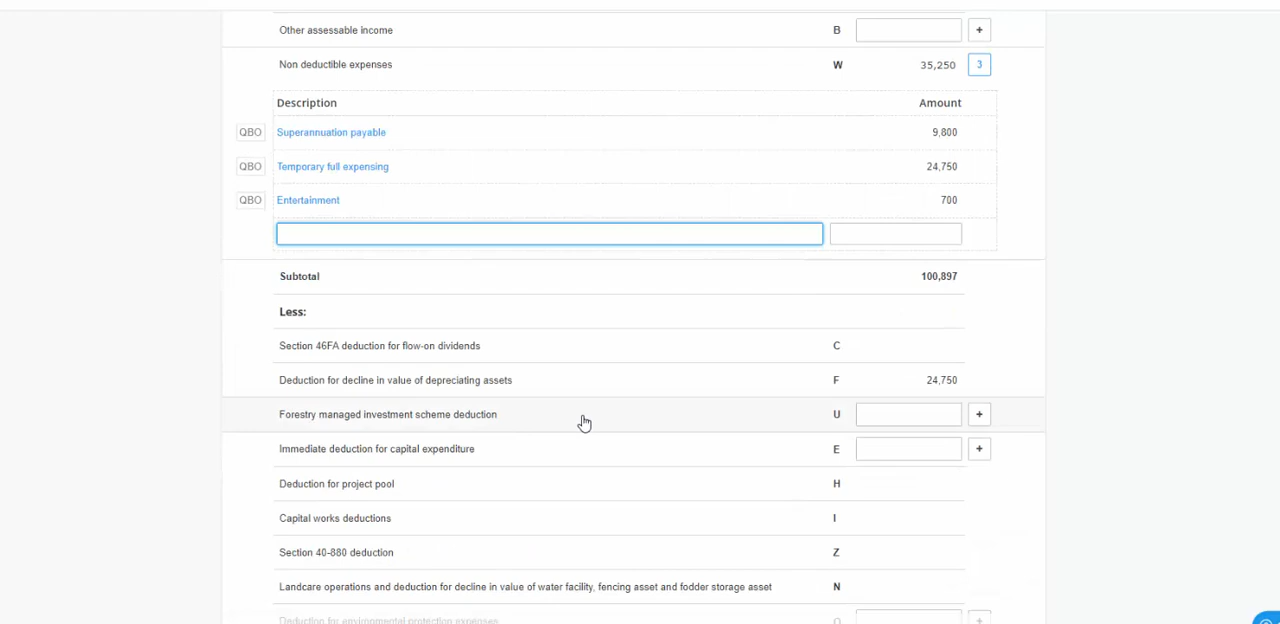 Other assessable income B +
Non deductible expenses W 35,250 3
Description Amount
QBO Superannuation payable 9,800
QBO Temporary full expensing 24,750
QBO Entertainment 700
Subtotal 100,897
Less:
Section 46FA deduction for flow-on dividends C
Deduction for decline in value of depreciating assets F 24,750
Forestry managed investment scheme deduction U +
Immediate deduction for capital expenditure E +
Deduction for project pool H
Capital works deductions I
Section 40-880 deduction Z
Landcare operations and deduction for decline in value of water facility, fencing asset and fodder storage asset N
Deduction for environmental protection expenses O +